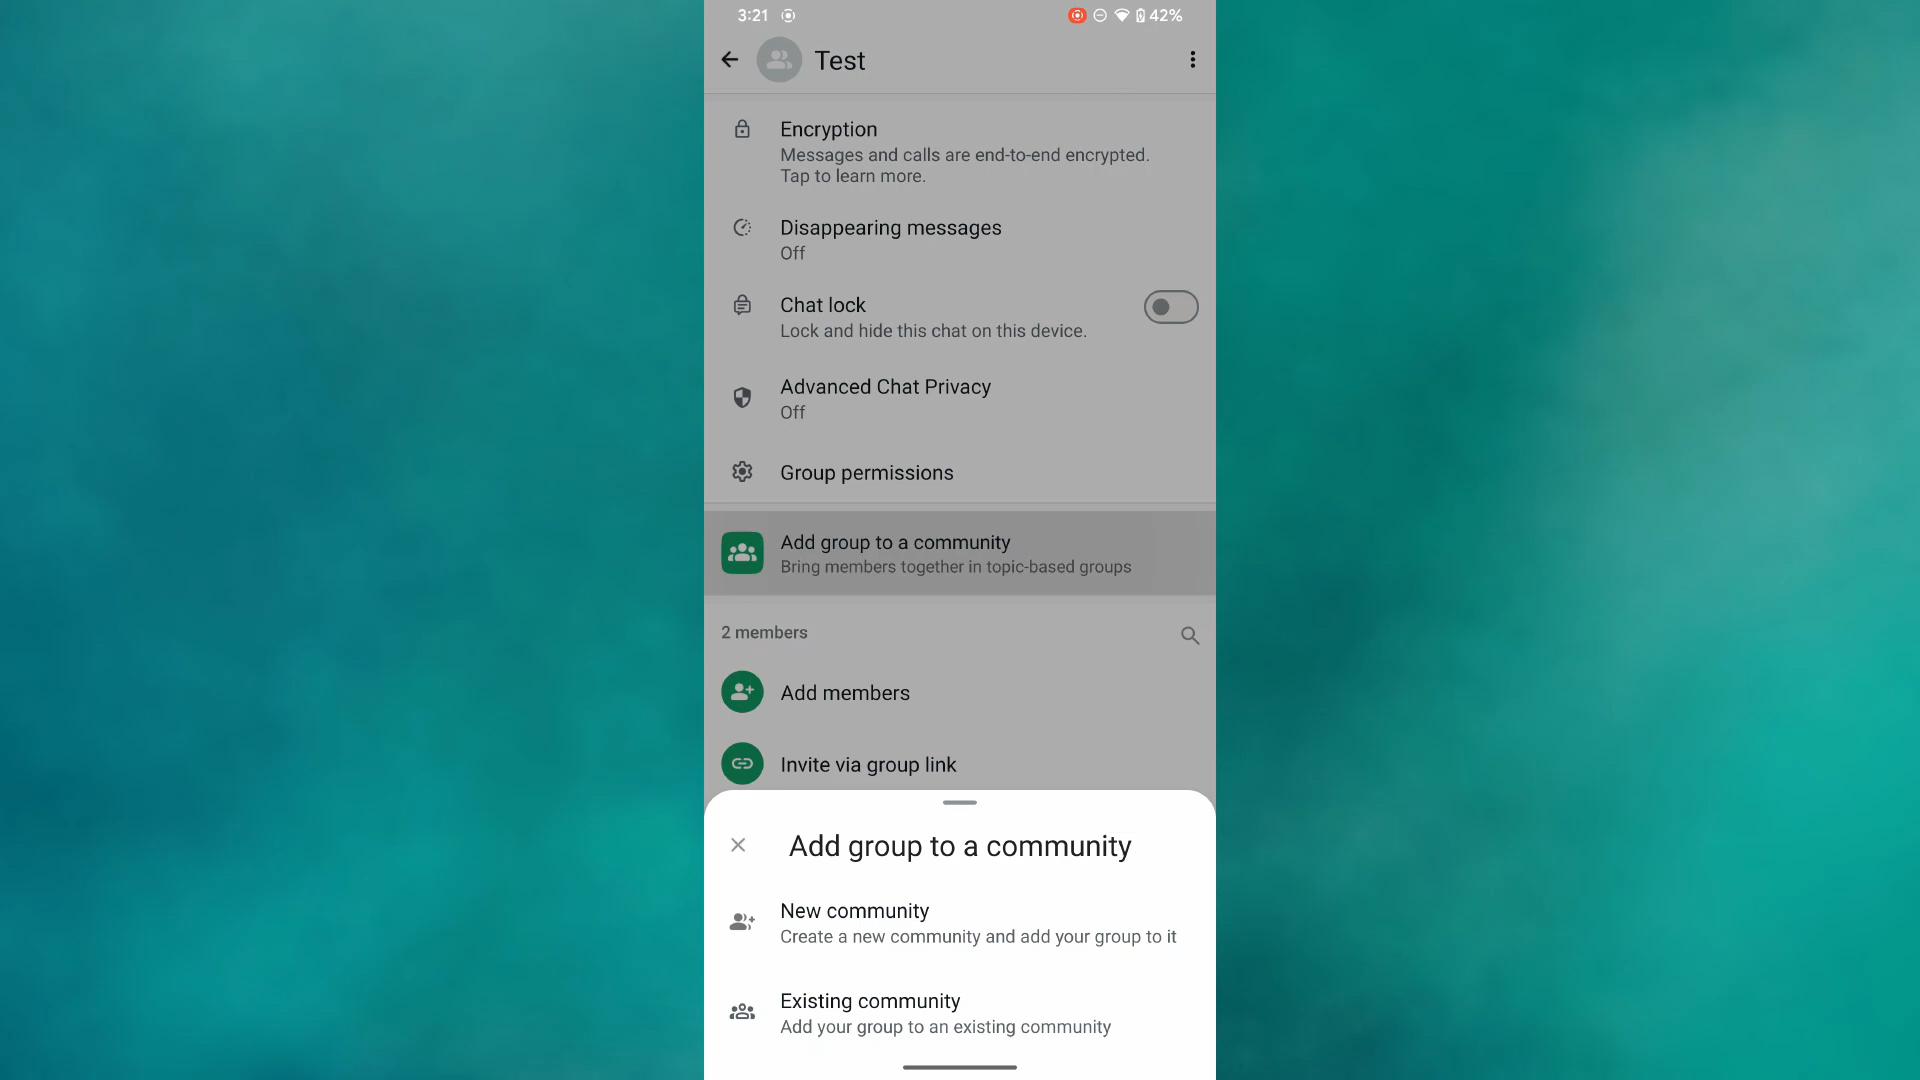 3:21
42%
Test
Encryption
Messages and calls are end-to-end encrypted.
Tap to learn more.
Disappearing messages
Off
Chat lock
Lock and hide this chat on this device.
Advanced Chat Privacy
Off
Group permissions
Add group to a community
Bring members together in topic-based groups
2 members
Add members
Invite via group link
Add group to a community
New community
Create a new community and add your group to it
Existing community
Add your group to an existing community